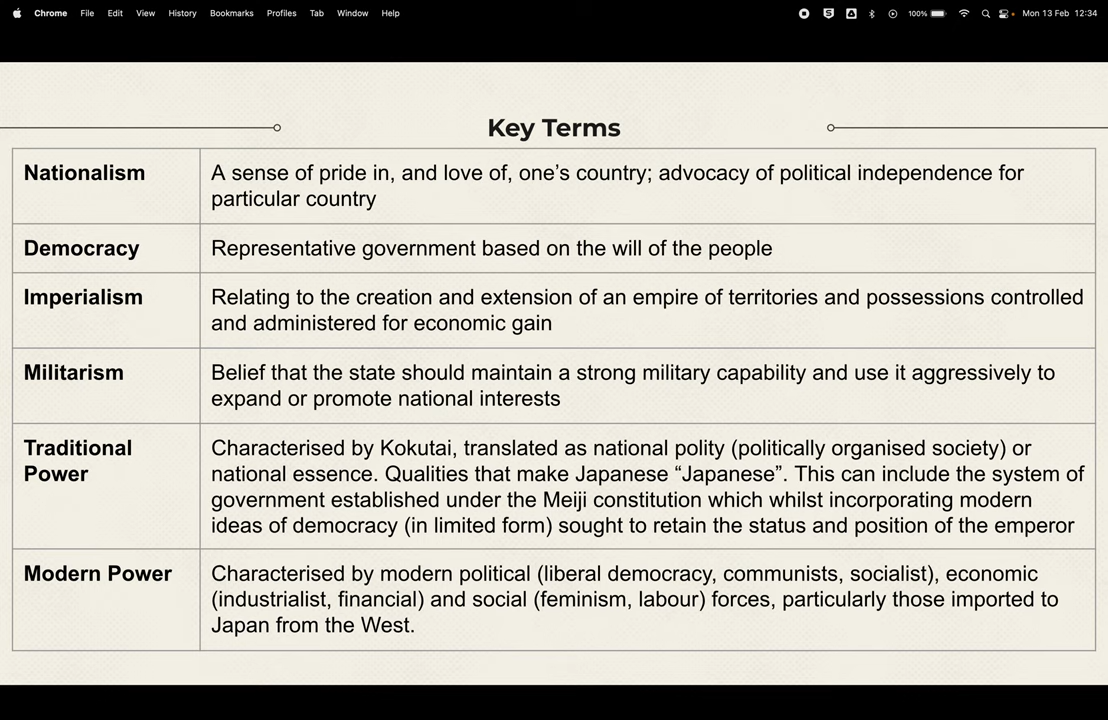 Chrome File Edit View History Bookmarks Profiles Tab Window Help 100% Mon 13 Feb 12:34
Key Terms
Nationalism
A sense of pride in, and love of, one’s country; advocacy of political independence for
particular country
Democracy
Representative government based on the will of the people
Imperialism
Relating to the creation and extension of an empire of territories and possessions controlled
and administered for economic gain
Militarism
Belief that the state should maintain a strong military capability and use it aggressively to
expand or promote national interests
Traditional
Power
Characterised by Kokutai, translated as national polity (politically organised society) or
national essence. Qualities that make Japanese “Japanese”. This can include the system of
government established under the Meiji constitution which whilst incorporating modern
ideas of democracy (in limited form) sought to retain the status and position of the emperor
Modern Power
Characterised by modern political (liberal democracy, communists, socialist), economic
(industrialist, financial) and social (feminism, labour) forces, particularly those imported to
Japan from the West.